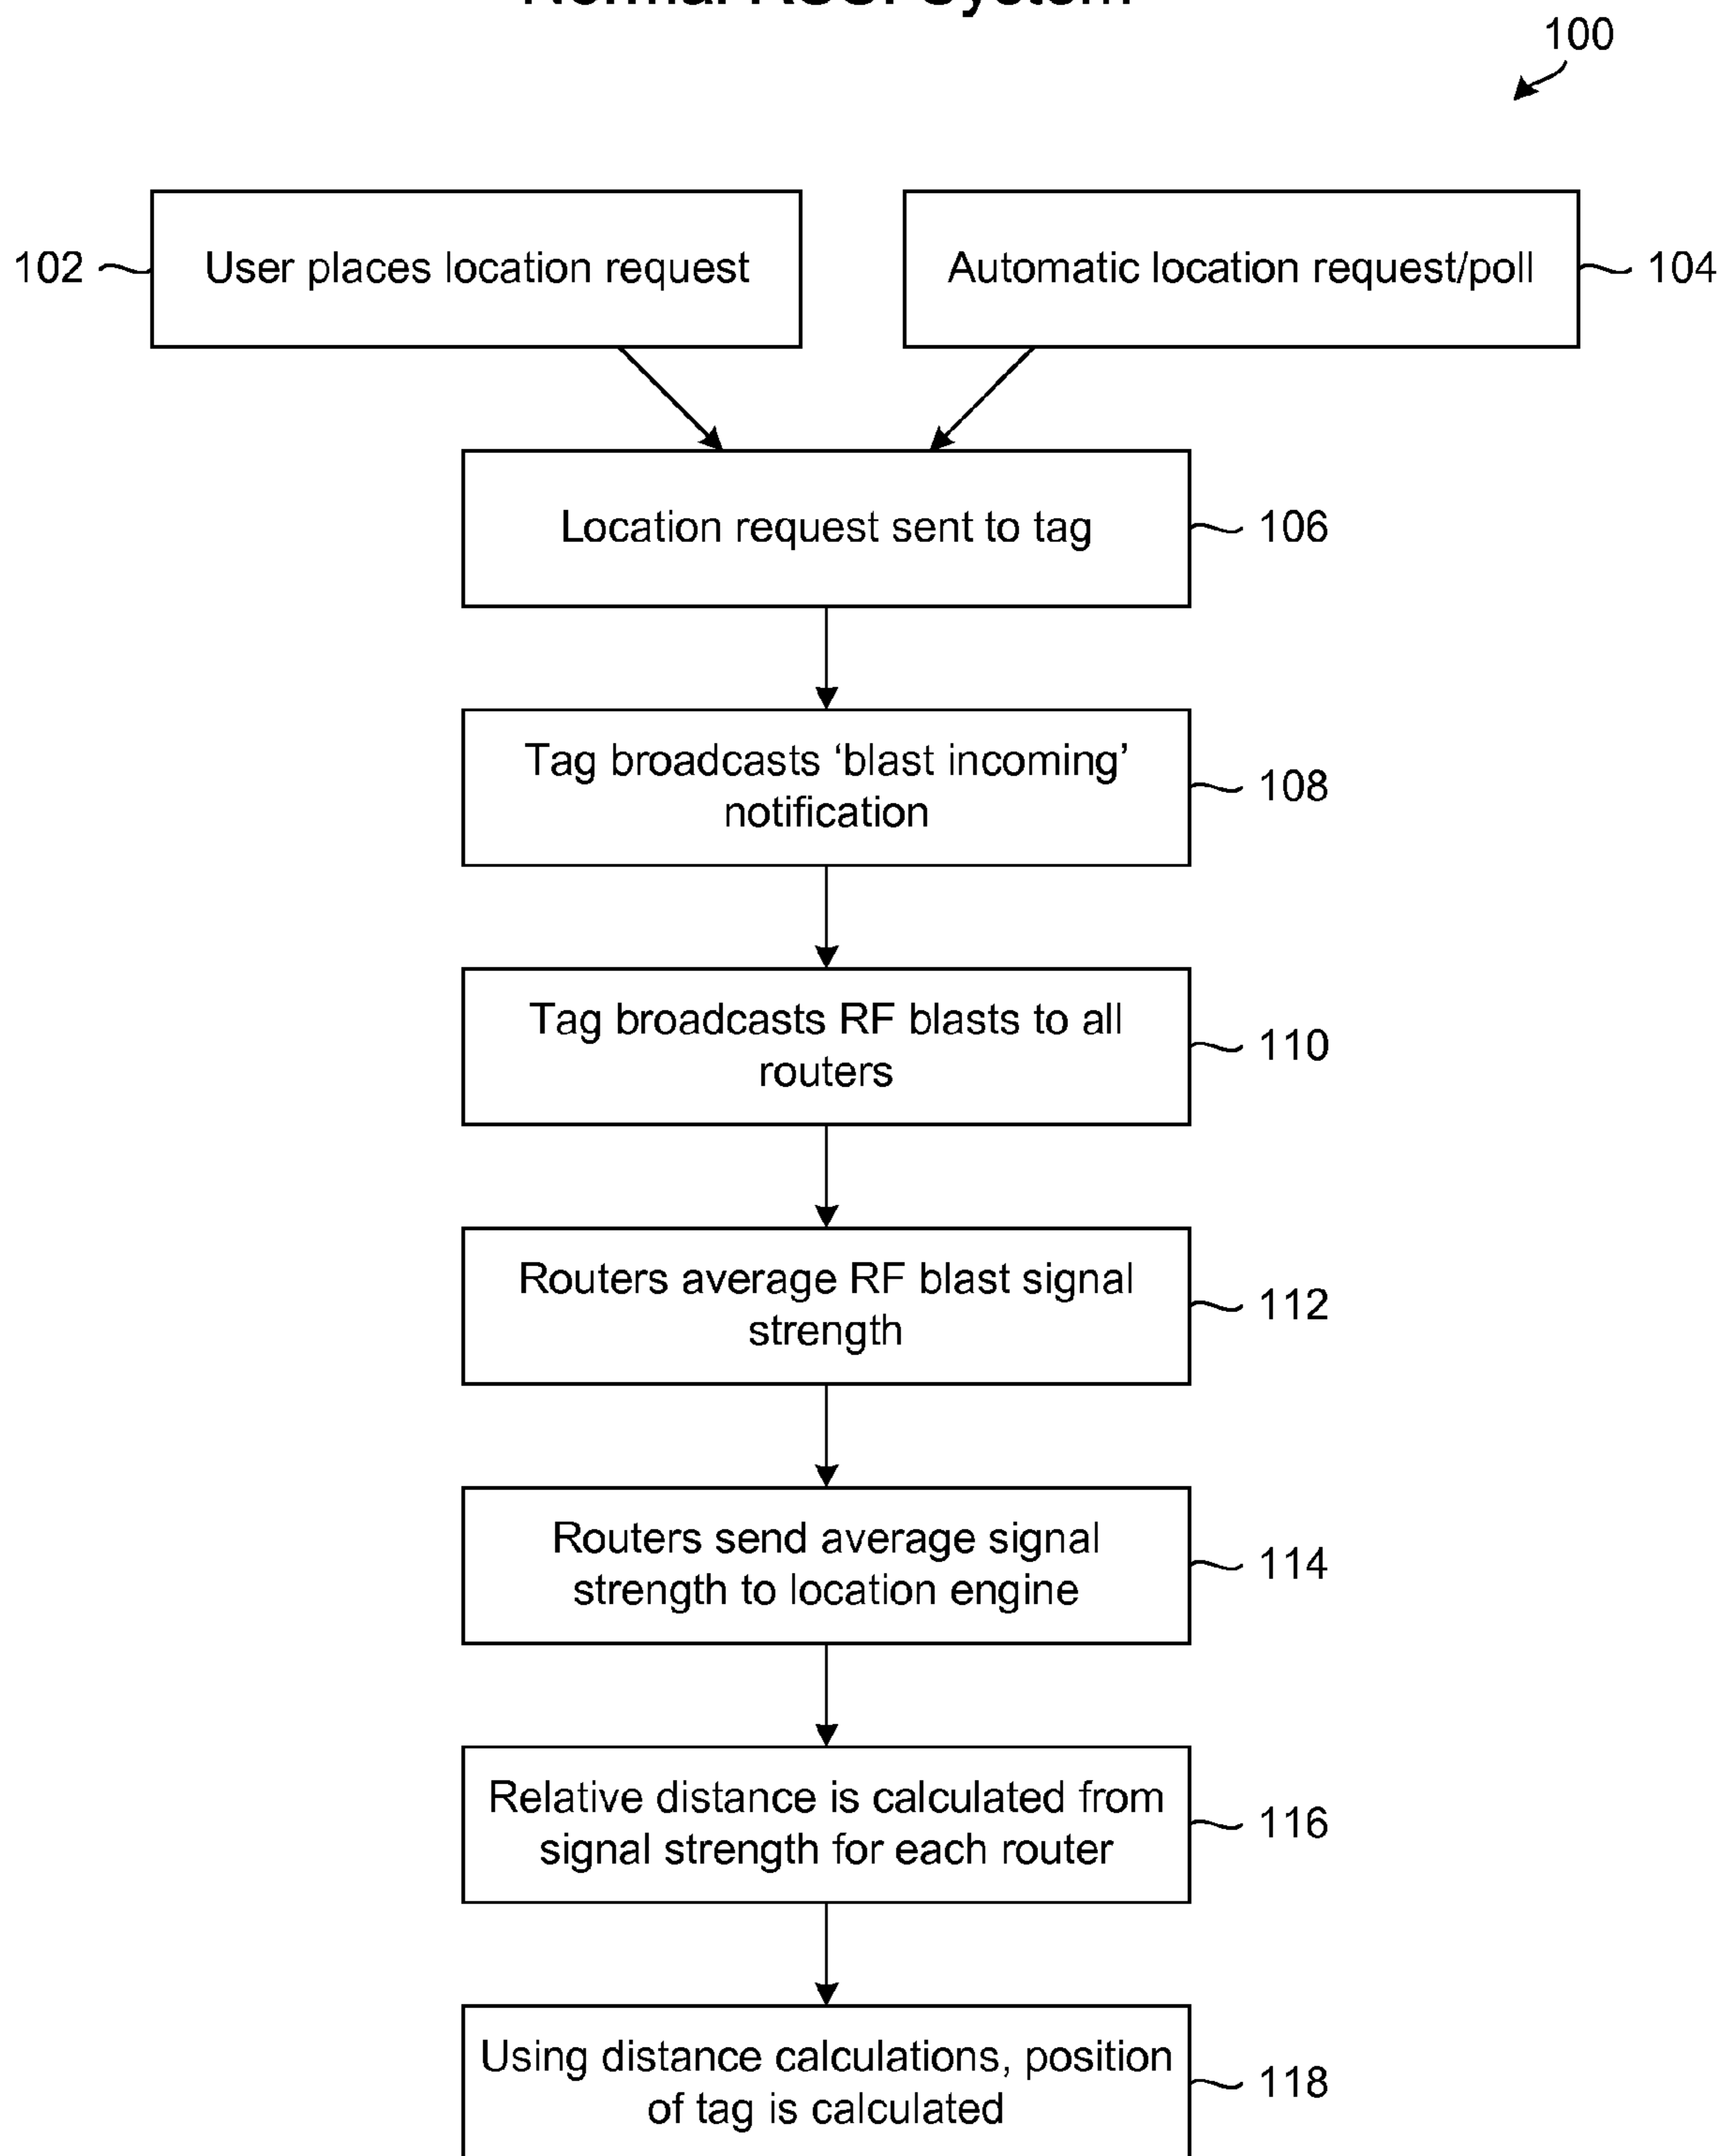 Normal RSSI System
100
102
User places location request
Automatic location request/poll
104
Location request sent to tag
106
Tag broadcasts ‘blast incoming’
notification
108
Tag broadcasts RF blasts to all
routers
110
Routers average RF blast signal
strength
112
Routers send average signal
strength to location engine
114
Relative distance is calculated from
signal strength for each router
116
Using distance calculations, position
of tag is calculated
118